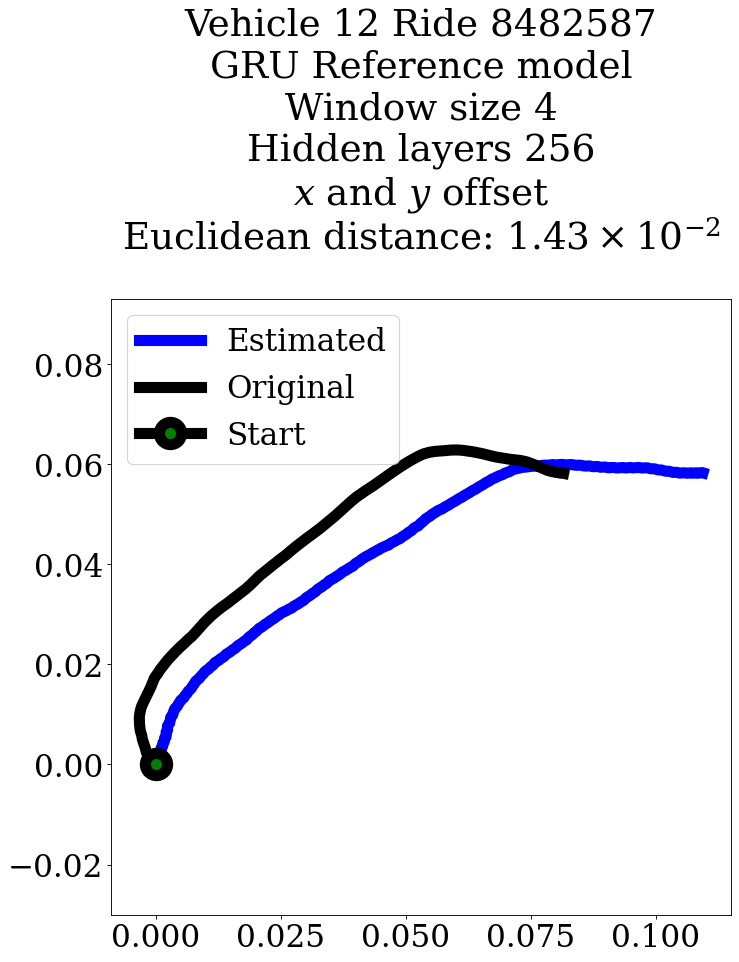 Vehicle 12 Ride 8482587
GRU Reference model
Window size 4
Hidden layers 256
x and y offset
Euclidean distance: 1.43 × 10⁻²
Estimated
Original
Start
0.08
0.06
0.04
0.02
0.00
−0.02
0.000 0.025 0.050 0.075 0.100